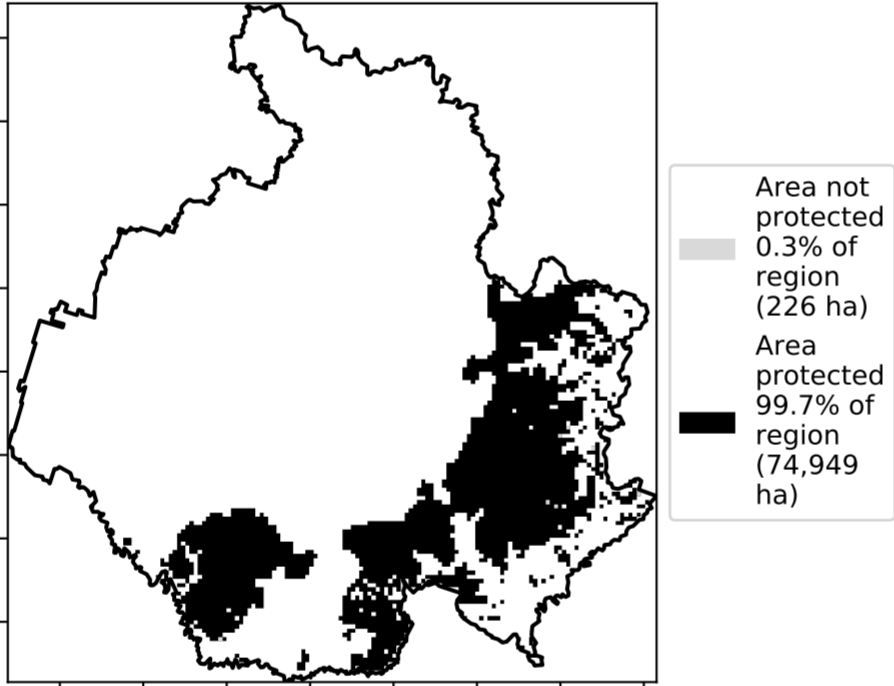 Area not
protected
0.3% of
region
(226 ha)
Area
protected
99.7% of
region
(74,949
ha)